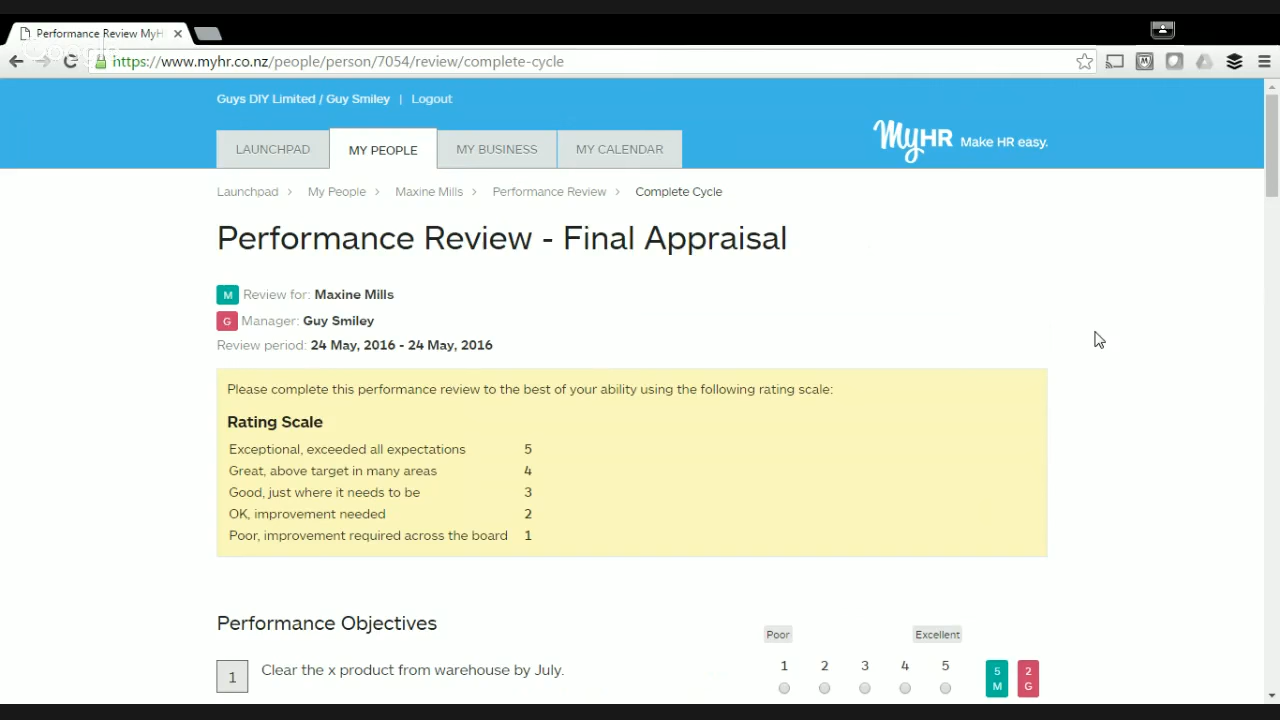 Performance Review MyH
https://www.myhr.co.nz/people/person/7054/review/complete-cycle
Guys DIY Limited / Guy Smiley | Logout
LAUNCHPAD MY PEOPLE MY BUSINESS MY CALENDAR
MyHR Make HR easy.
Launchpad > My People > Maxine Mills > Performance Review > Complete Cycle
Performance Review - Final Appraisal
M Review for: Maxine Mills
G Manager: Guy Smiley
Review period: 24 May, 2016 - 24 May, 2016
Please complete this performance review to the best of your ability using the following rating scale:
Rating Scale
Exceptional, exceeded all expectations 5
Great, above target in many areas 4
Good, just where it needs to be 3
OK, improvement needed 2
Poor, improvement required across the board 1
Performance Objectives
Poor Excellent
1 2 3 4 5
1 Clear the x product from warehouse by July.
5 2
M G